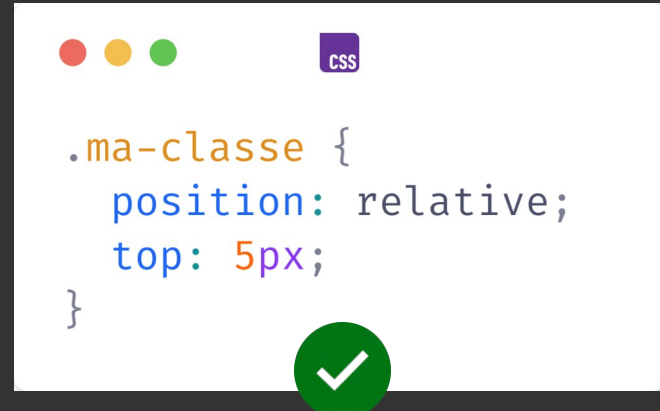 CSS
.ma-classe {
  position: relative;
  top: 5px;
}